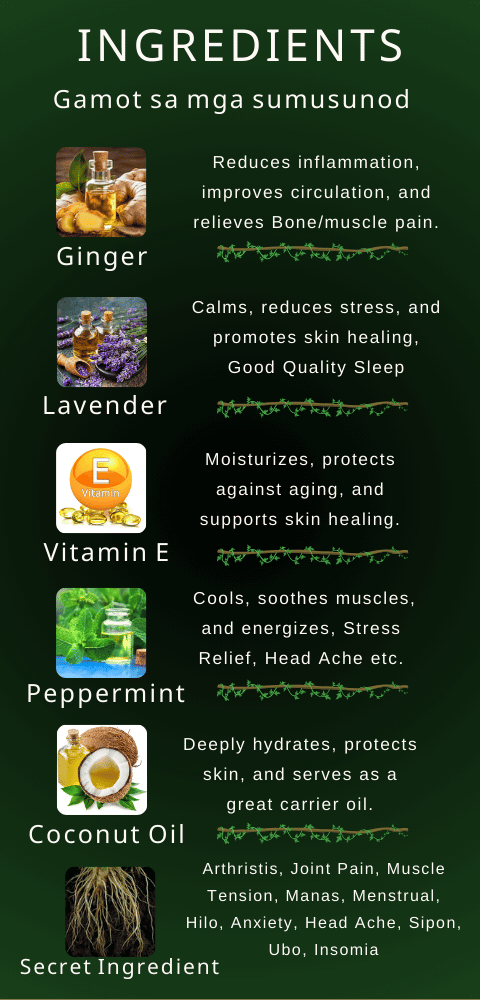 INGREDIENTS
Gamot sa mga sumusunod
Reduces inflammation,
improves circulation, and
relieves Bone/muscle pain.
Ginger
Calms, reduces stress, and
promotes skin healing,
Good Quality Sleep
Lavender
E
Vitamin
Moisturizes, protects
against aging, and
supports skin healing.
Vitamin E
Cools, soothes muscles,
and energizes, Stress
Relief, Head Ache etc.
Peppermint
Deeply hydrates, protects
skin, and serves as a
great carrier oil.
Coconut Oil
Arthristis, Joint Pain, Muscle
Tension, Manas, Menstrual,
Hilo, Anxiety, Head Ache, Sipon,
Ubo, Insomia
Secret Ingredient